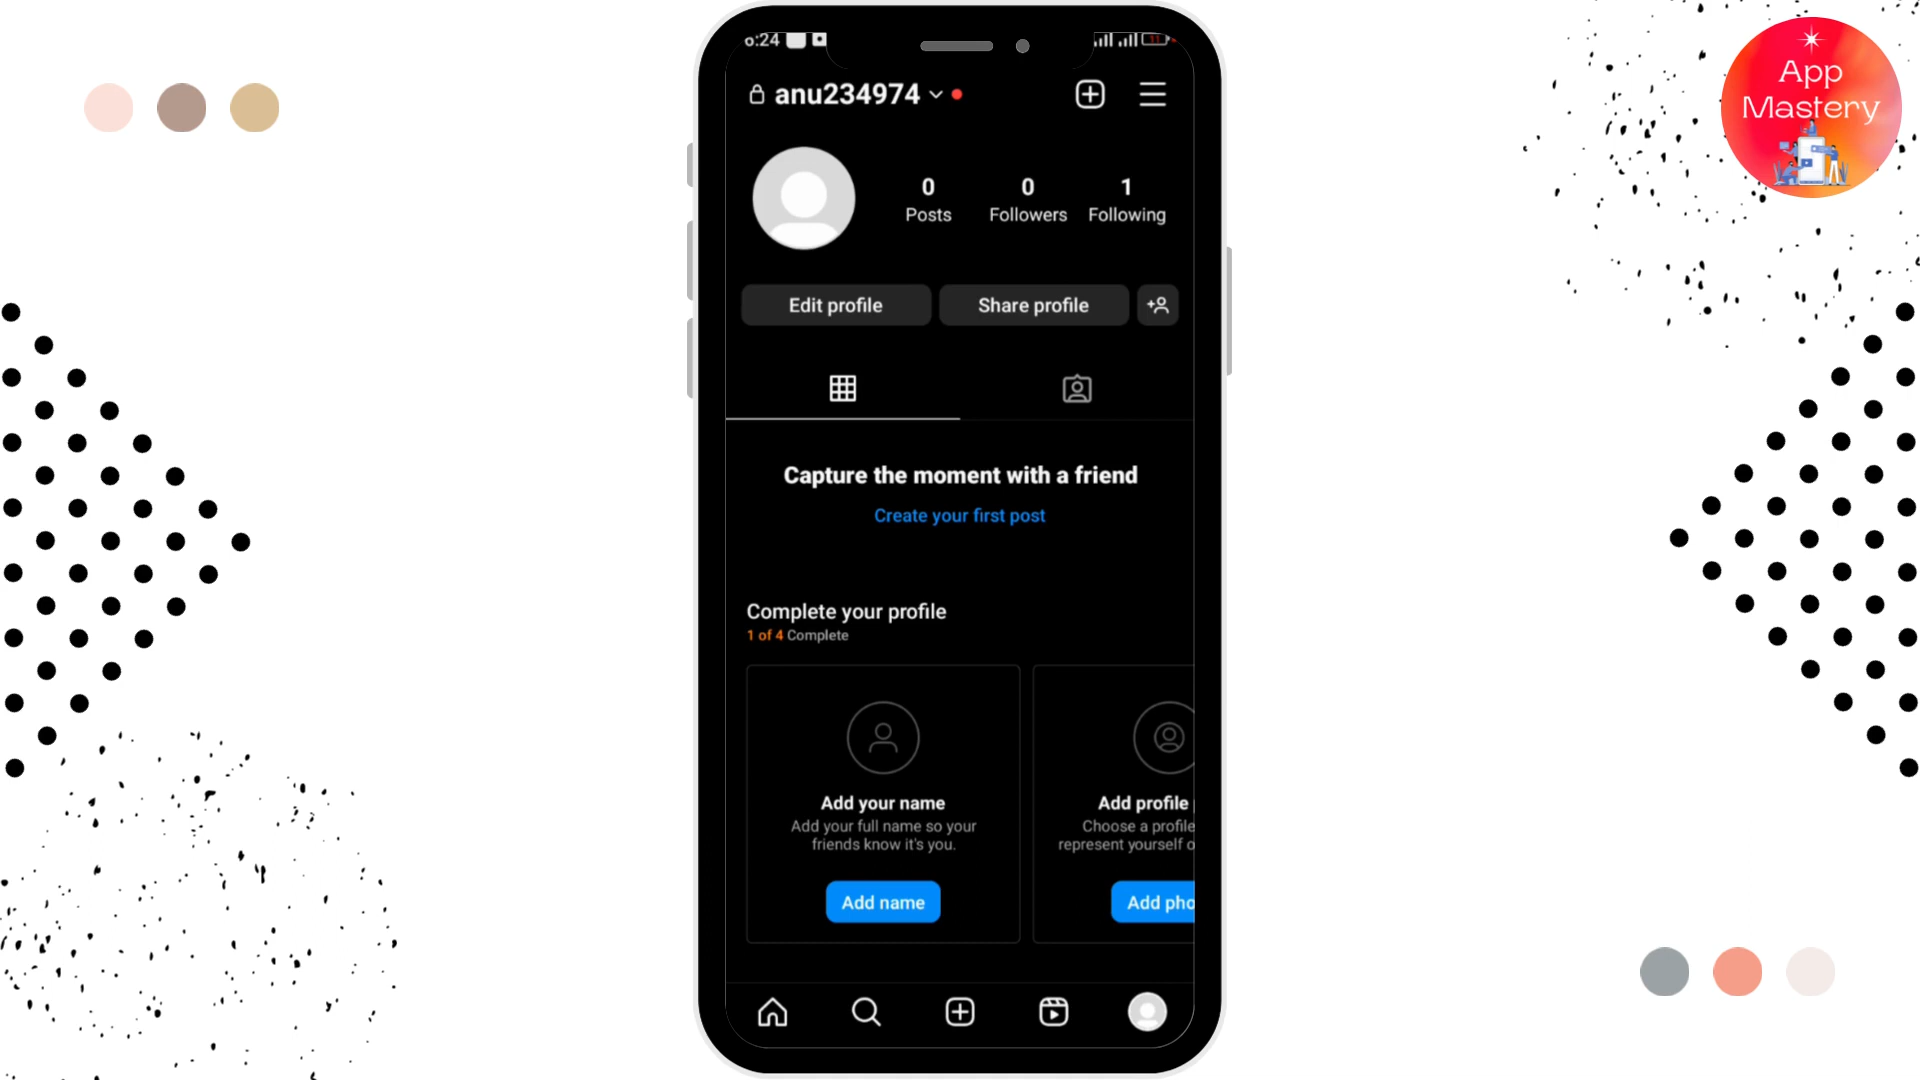 6:24
11
App
Mastery
anu234974
0
Posts
0
Followers
1
Following
Edit profile
Share profile
Capture the moment with a friend
Create your first post
Complete your profile
1 of 4 Complete
Add your name
Add your full name so your
friends know it's you.
Add name
Add profile
Choose a profile
represent yourself o
Add pho